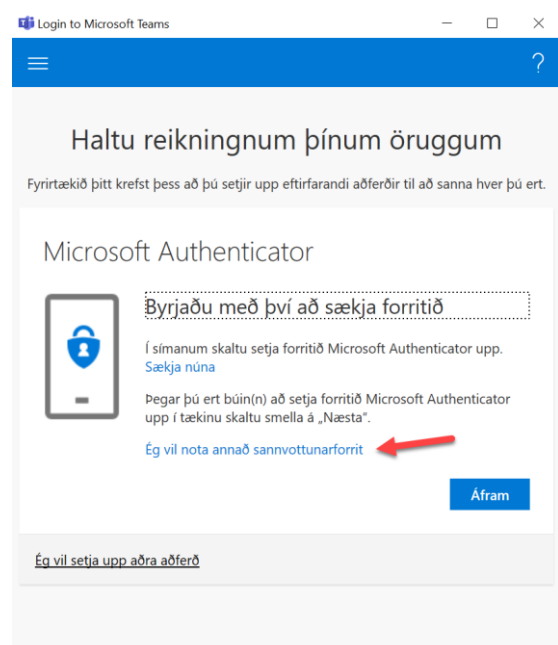 Login to Microsoft Teams
Haltu reikningnum þínum öruggum
Fyrirtækið þitt krefst þess að þú setjir upp eftirfarandi aðferðir til að sanna hver þú ert.
Microsoft Authenticator
Byrjaðu með því að sækja forritið
Í símanum skaltu setja forritið Microsoft Authenticator upp.
Sækja núna
Þegar þú ert búin(n) að setja forritið Microsoft Authenticator
upp í tækinu skaltu smella á „Næsta“.
Ég vil nota annað sannvottunarforrit
Áfram
Ég vil setja upp aðra aðferð